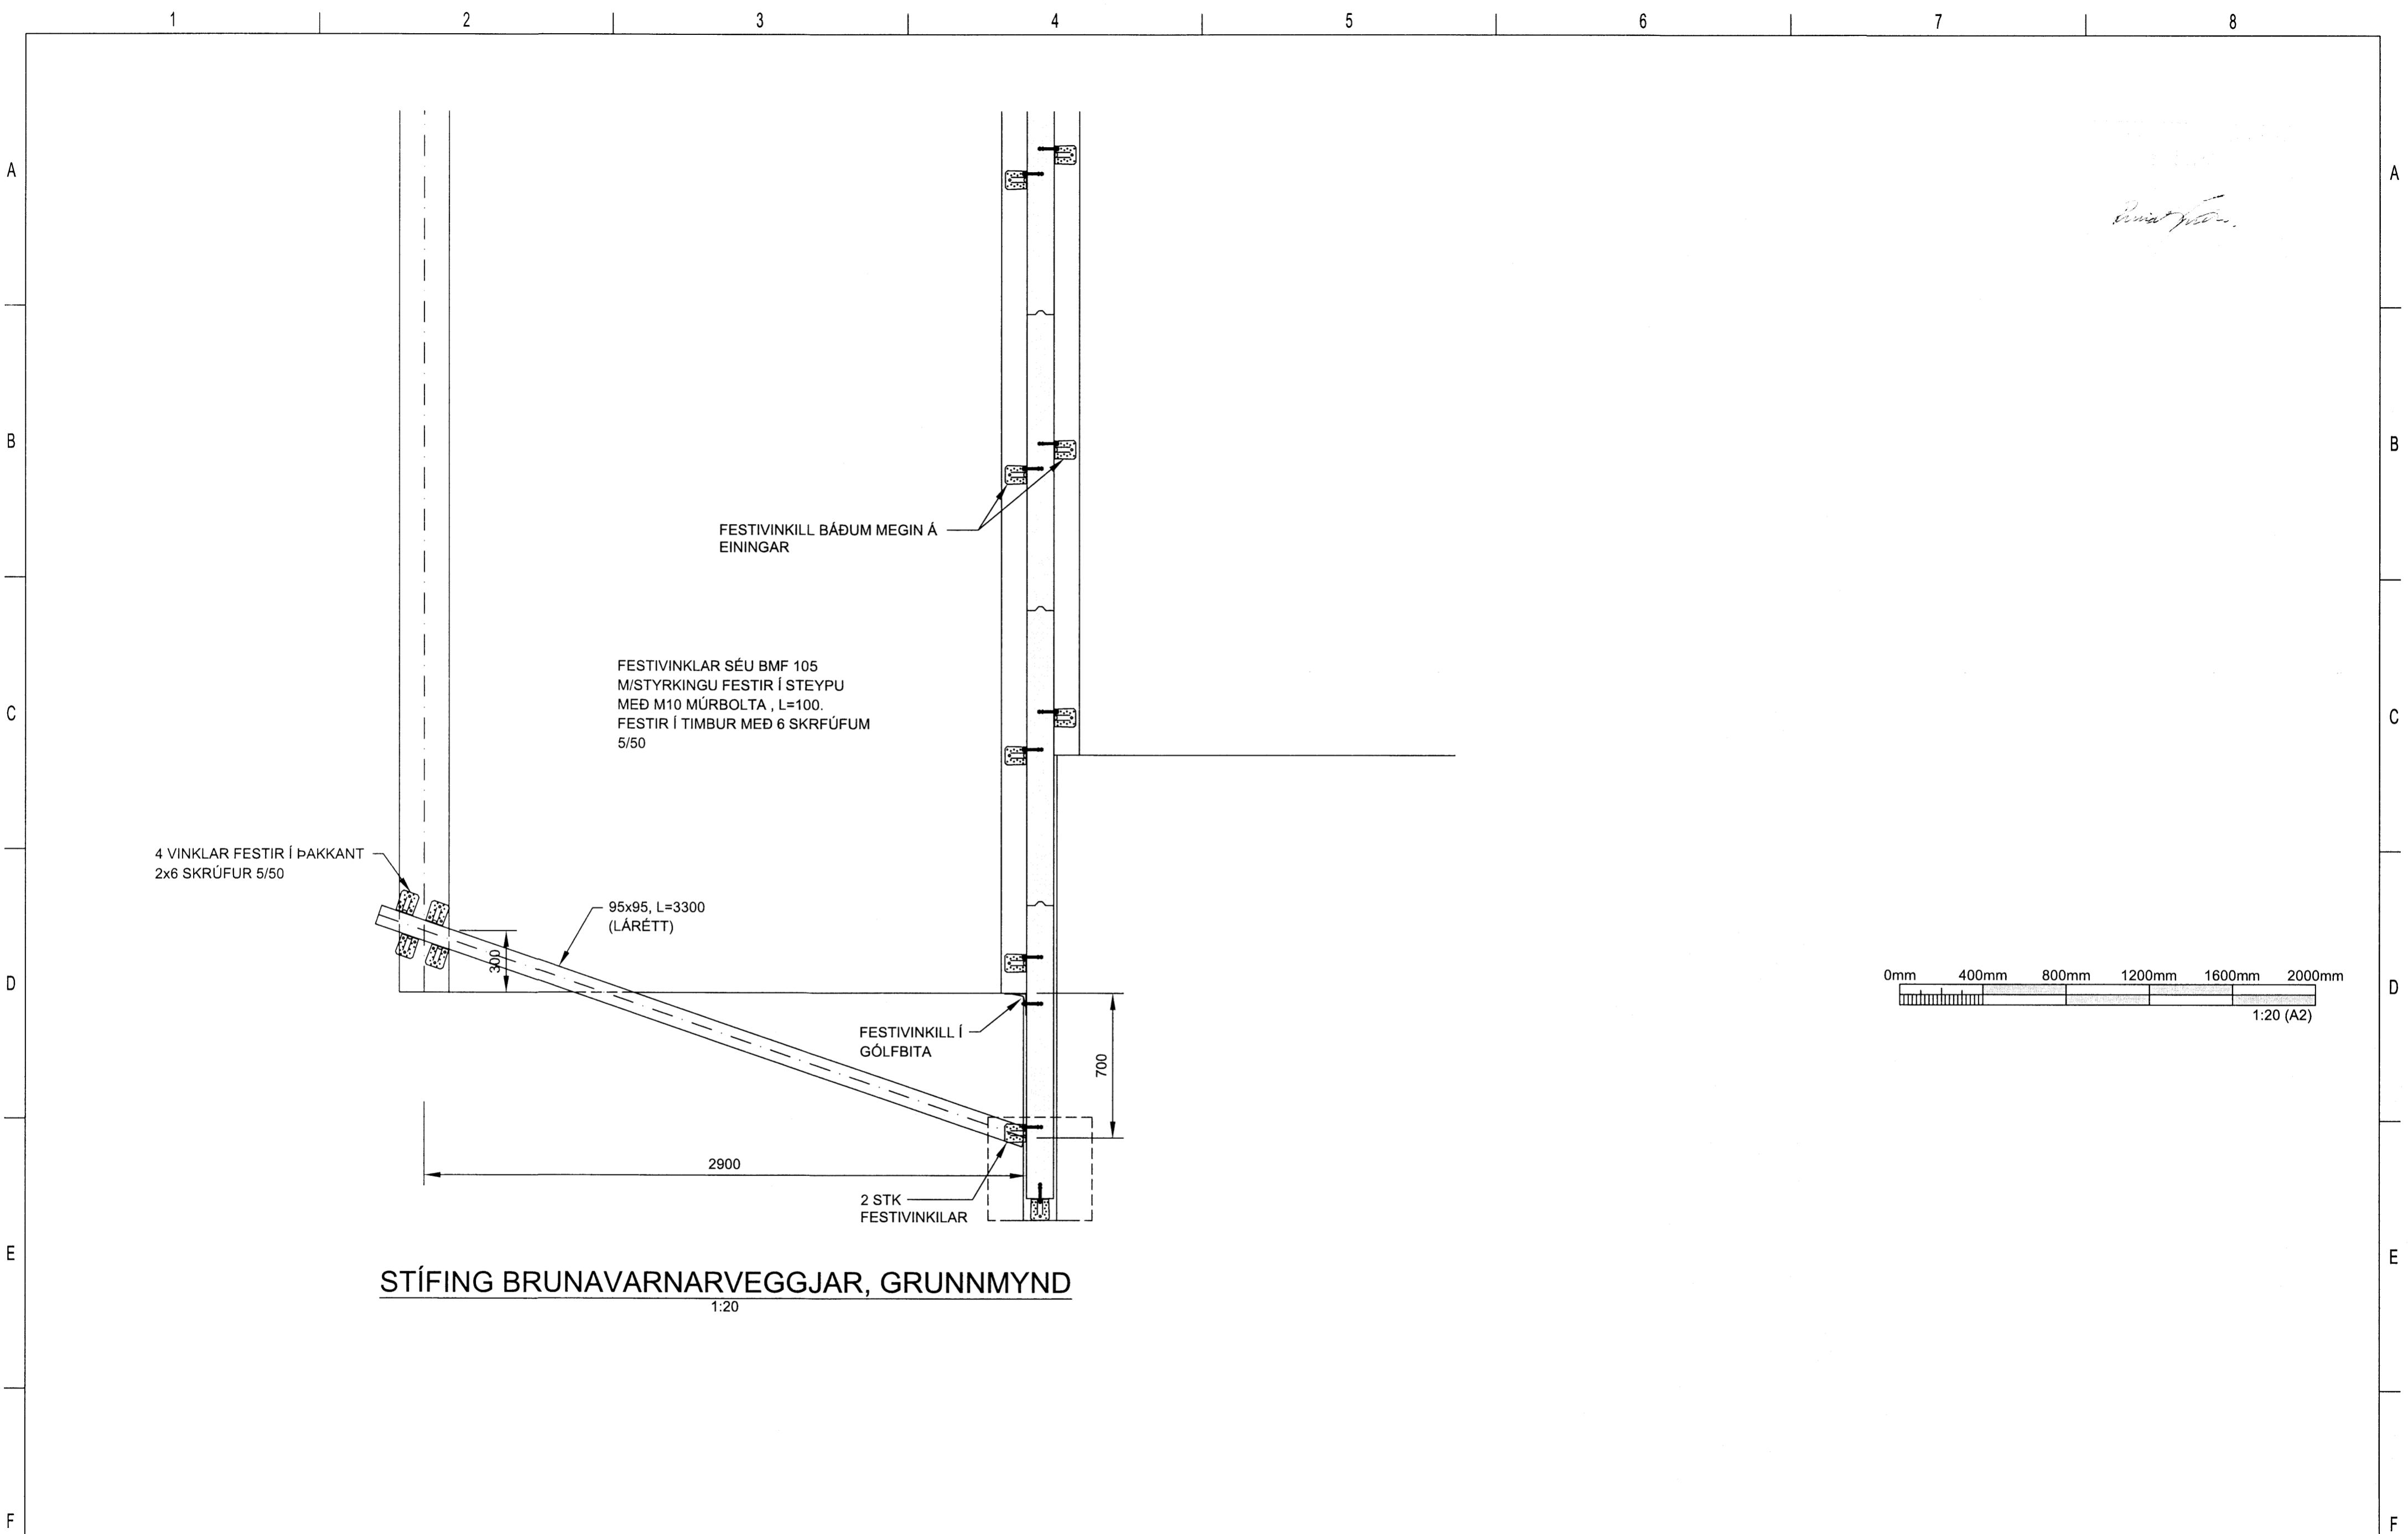 1 2 3 4 5 6 7 8
A A
B B
FESTIVINKILL BÁÐUM MEGIN Á
EININGAR
FESTIVINKLAR SÉU BMF 105
M/STYRKINGU FESTIR Í STEYPU
MEÐ M10 MÚRBOLTA , L=100.
FESTIR Í TIMBUR MEÐ 6 SKRFÚFUM
5/50
C C
4 VINKLAR FESTIR Í ÞAKKANT
2x6 SKRÚFUR 5/50
95x95, L=3300
(LÁRÉTT)
300
D D
0mm 400mm 800mm 1200mm 1600mm 2000mm
1:20 (A2)
FESTIVINKILL Í
GÓLFBITA
700
2900
2 STK
FESTIVINKILAR
E E
STÍFING BRUNAVARNARVEGGJAR, GRUNNMYND
1:20
F F